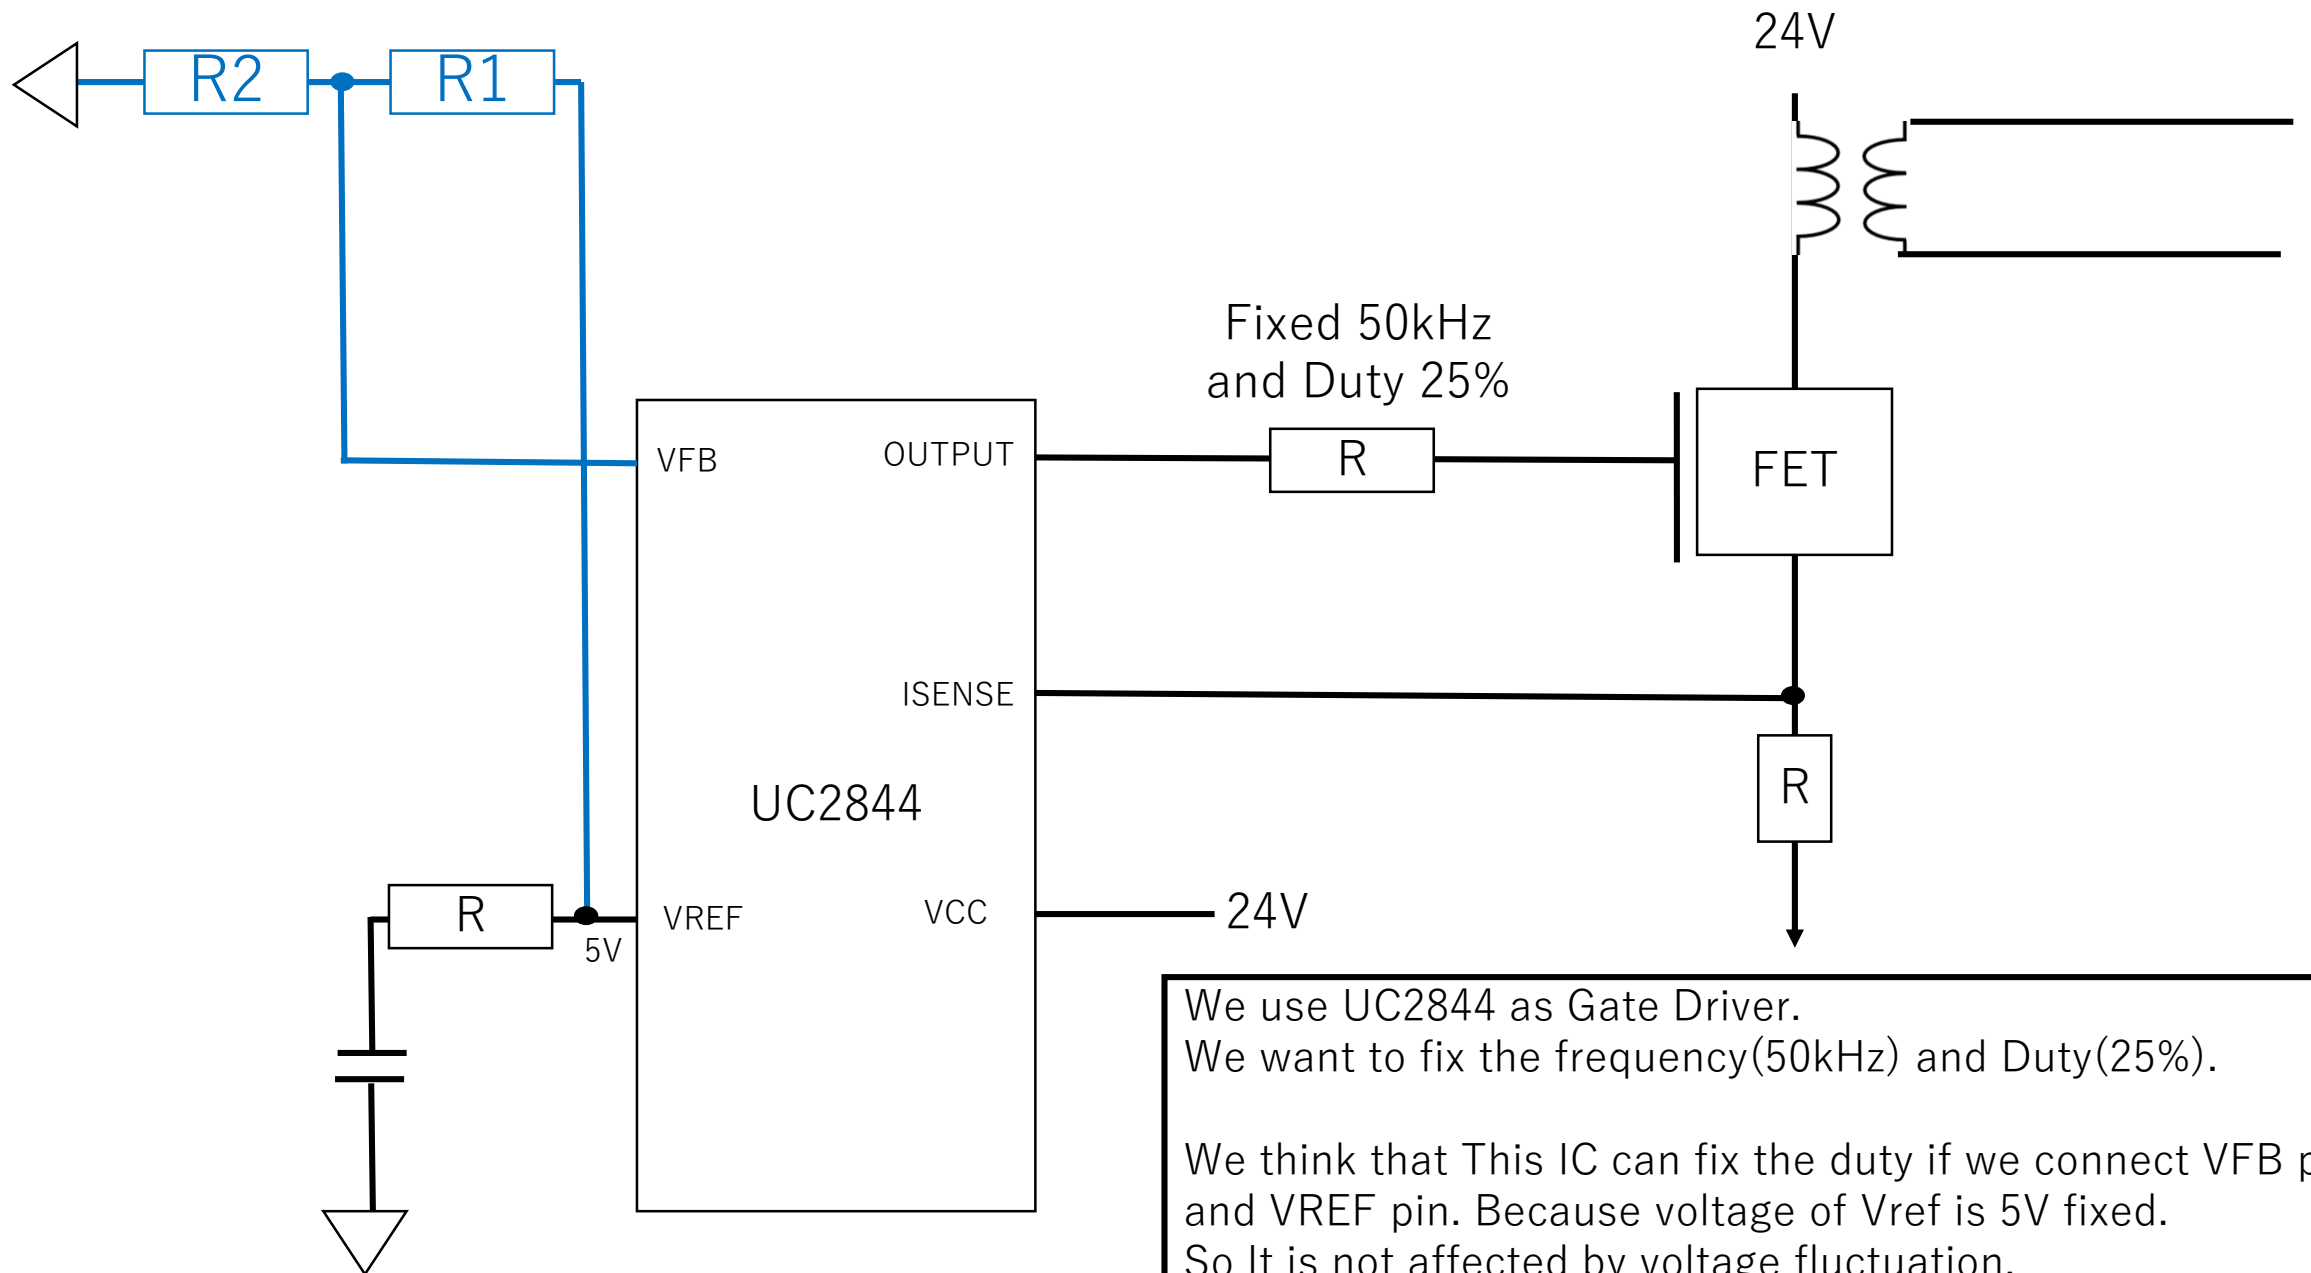 24V
R2
R1
Fixed 50kHz
and Duty 25%
VFB
OUTPUT
R
FET
ISENSE
R
UC2844
R
VREF
VCC
24V
5V
We use UC2844 as Gate Driver.
We want to fix the frequency(50kHz) and Duty(25%).
We think that This IC can fix the duty if we connect VFB
and VREF pin. Because voltage of Vref is 5V fixed.
So It is not affected by voltage fluctuation.